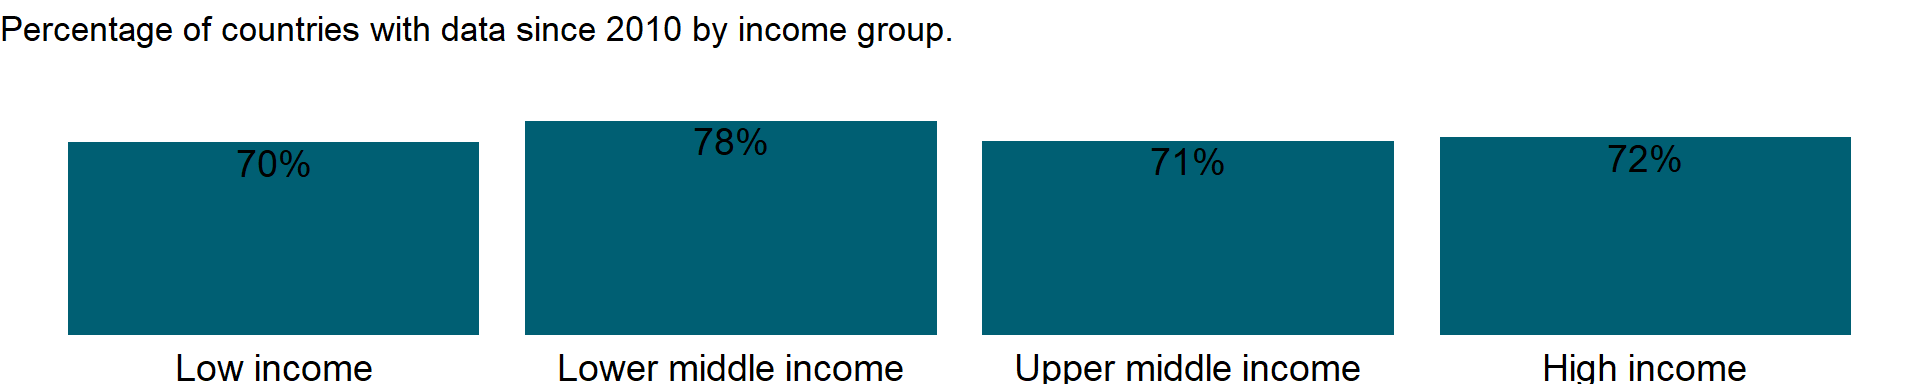 Percentage of countries with data since 2010 by income group.
70%
78%
71%
72%
Low income
Lower middle income
Upper middle income
High income